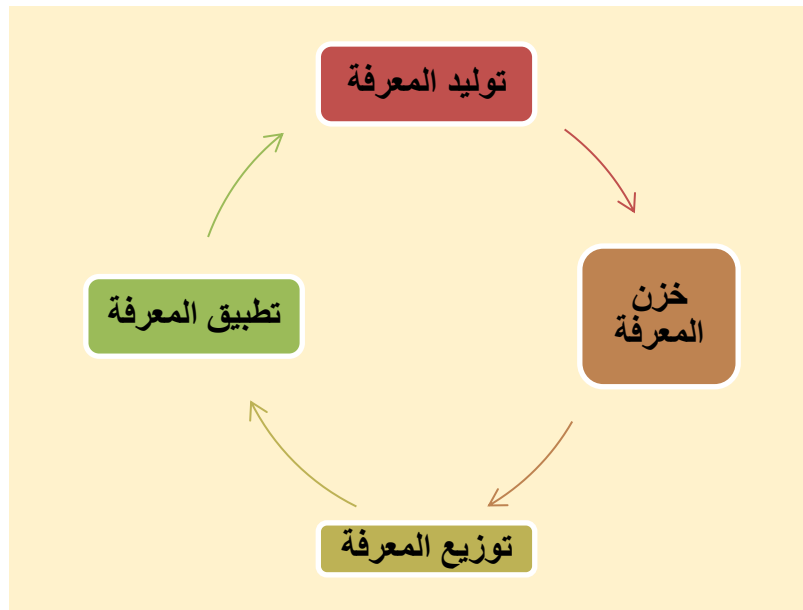 توليد المعرفة
خزن
المعرفة
توزيع المعرفة
تطبيق المعرفة